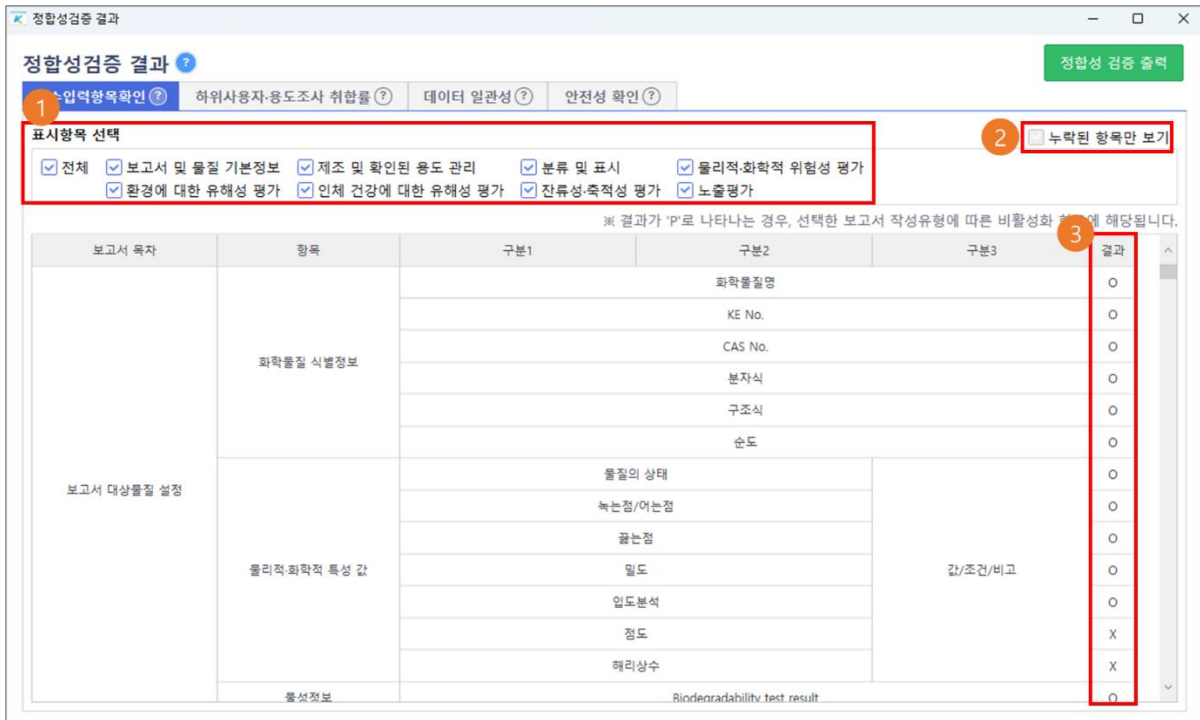 정합성검증 결과
정합성검증 결과 ?
정합성 검증 출력
수입력항목확인 ? 하위사용자·용도조사 취합률 ? 데이터 일관성 ? 안전성 확인 ?
1
표시항목 선택
2
누락된 항목만 보기
전체 보고서 및 물질 기본정보 제조 및 확인된 용도 관리 분류 및 표시 물리적·화학적 위험성 평가
환경에 대한 유해성 평가 인체 건강에 대한 유해성 평가 잔류성·축적성 평가 노출평가
※ 결과가 'P'로 나타나는 경우, 선택한 보고서 작성유형에 따른 비활성화 해당됩니다.
3
보고서 목차 항목 구분1 구분2 구분3 결과
보고서 대상물질 설정
화학물질 식별정보
화학물질명 O
KE No. O
CAS No. O
분자식 O
구조식 O
순도 O
물리적·화학적 특성 값
값/조건/비고
물질의 상태 O
녹는점/어는점 O
끓는점 O
밀도 O
입도분석 O
점도 X
해리상수 X
물성정보 Biodegradability test result O